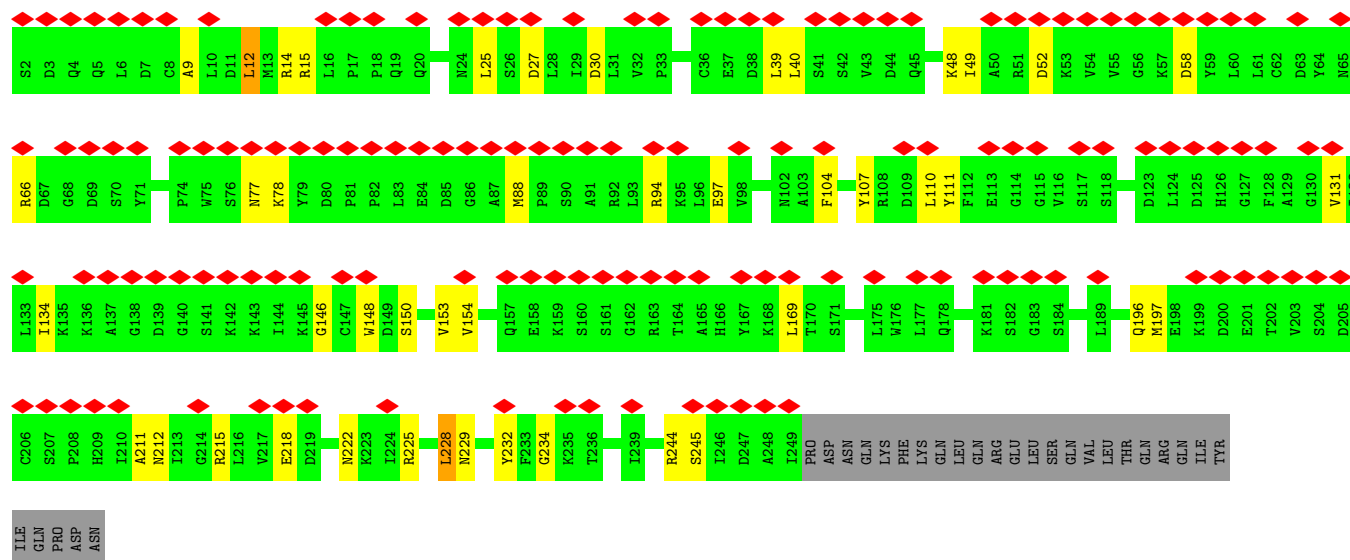 S2 D3 Q4 Q5 L6 D7 C8 A9 L10 D11 L12 M13 R14 R15 L16 P17 P18 Q19 Q20 N24 L25 S26 D27 L28 I29 D30 L31 V32 P33 C36 E37 D38 L39 L40 S41 S42 V43 D44 Q45 K48 I49 A50 R51 D52 K53 V54 V55 G56 K57 D58 Y59 L60 L61 C62 D63 Y64 N65
R66 D67 G68 D69 S70 Y71 P74 W75 S76 N77 K78 Y79 D80 P81 P82 L83 E84 D85 G86 A87 M88 P89 S90 A91 R92 L93 R94 K95 L96 E97 V98 N102 A103 F104 Y107 R108 D109 L110 Y111 F112 E113 G114 G115 V116 S117 S118 D123 L124 D125 H126 G127 F128 A129 G130 V131
L133 I134 K135 K136 A137 G138 D139 G140 S141 K142 K143 I144 K145 G146 C147 W148 D149 S150 V153 V154 Q157 E158 K159 S160 S161 G162 R163 T164 A165 H166 Y167 K168 L169 T170 S171 L175 W176 L177 Q178 K181 S182 G183 S184 L189 Q196 M197 E198 K199 D200 E201 T202 V203 S204 D205
C206 S207 P208 H209 I210 A211 N212 I213 G214 R215 L216 V217 E218 D219 N222 K223 I224 R225 L228 N229 Y232 F233 G234 K235 T236 I239 R244 S245 I246 D247 A248 I249 PRO ASP ASN GLN LYS PHE LYS GLN LEU LEU GLN ARG GLU LEU SER GLN VAL LEU THR GLN ARG GLN ILE TYR
ILE GLN PRO ASP ASN